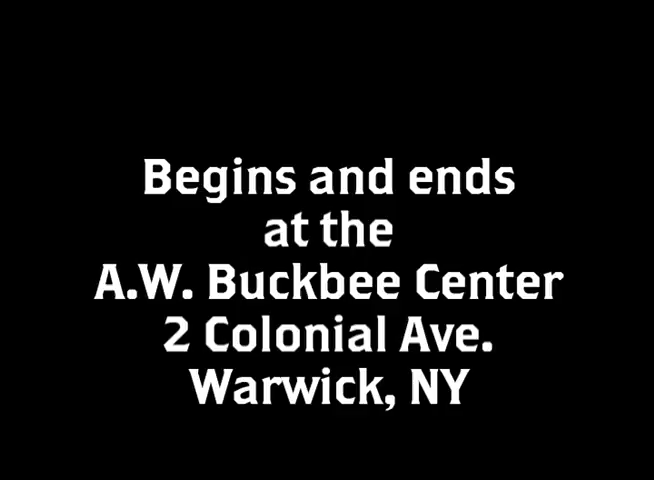 Begins and ends
at the
A.W. Buckbee Center
2 Colonial Ave.
Warwick, NY